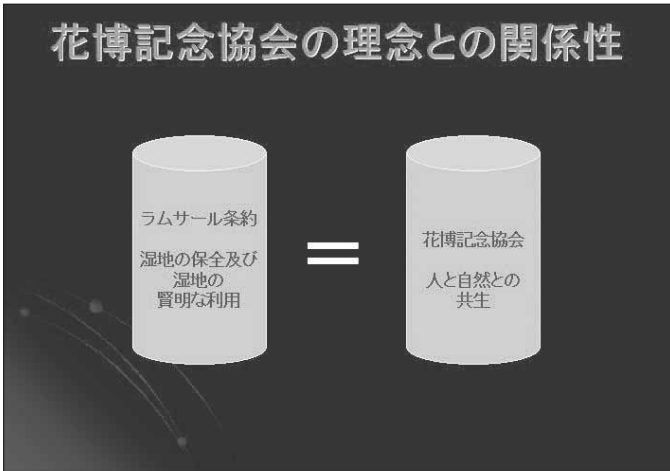 花博記念協会の理念との関係性
ラムサール条約
湿地の保全及び
湿地の
賢明な利用
＝
花博記念協会
人と自然との
共生